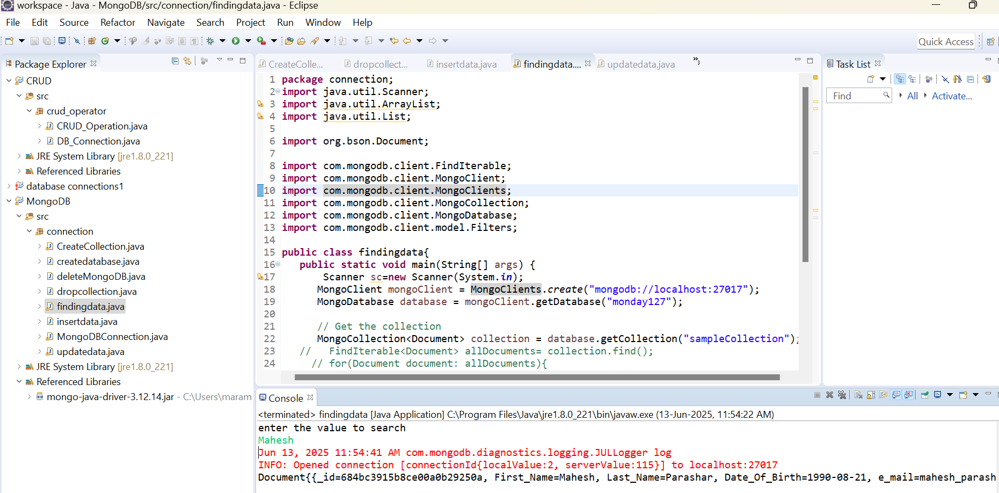 workspace - Java - MongoDB/src/connection/findingdata.java - Eclipse
File Edit Source Refactor Navigate Search Project Run Window Help
Quick Access
Package Explorer
CRUD
src
crud_operator
CRUD_Operation.java
DB_Connection.java
JRE System Library [jre1.8.0_221]
Referenced Libraries
database connections1
MongoDB
src
connection
CreateCollection.java
createdatabase.java
deleteMongoDB.java
dropcollection.java
findingdata.java
insertdata.java
MongoDBConnection.java
updatedata.java
JRE System Library [jre1.8.0_221]
Referenced Libraries
mongo-java-driver-3.12.14.jar - C:\Users\maram
CreateColle... dropcollect... insertdata.java findingdata.... updatedata.java »3
1 package connection;
2 import java.util.Scanner;
3 import java.util.ArrayList;
4 import java.util.List;
5
6 import org.bson.Document;
7
8 import com.mongodb.client.FindIterable;
9 import com.mongodb.client.MongoClient;
10 import com.mongodb.client.MongoClients;
11 import com.mongodb.client.MongoCollection;
12 import com.mongodb.client.MongoDatabase;
13 import com.mongodb.client.model.Filters;
14
15 public class findingdata{
16 public static void main(String[] args) {
17 Scanner sc=new Scanner(System.in);
18 MongoClient mongoClient = MongoClients.create("mongodb://localhost:27017");
19 MongoDatabase database = mongoClient.getDatabase("monday127");
20
21 // Get the collection
22 MongoCollection<Document> collection = database.getCollection("sampleCollection");
23 // FindIterable<Document> allDocuments= collection.find();
24 // for(Document document: allDocuments){
Task List
Find All Activate...
Console
<terminated> findingdata [Java Application] C:\Program Files\Java\jre1.8.0_221\bin\javaw.exe (13-Jun-2025, 11:54:22 AM)
enter the value to search
Mahesh
Jun 13, 2025 11:54:41 AM com.mongodb.diagnostics.logging.JULLogger log
INFO: Opened connection [connectionId{localValue:2, serverValue:115}] to localhost:27017
Document{{_id=684bc3915b8ce00a0b29250a, First_Name=Mahesh, Last_Name=Parashar, Date_Of_Birth=1990-08-21, e_mail=mahesh_parash